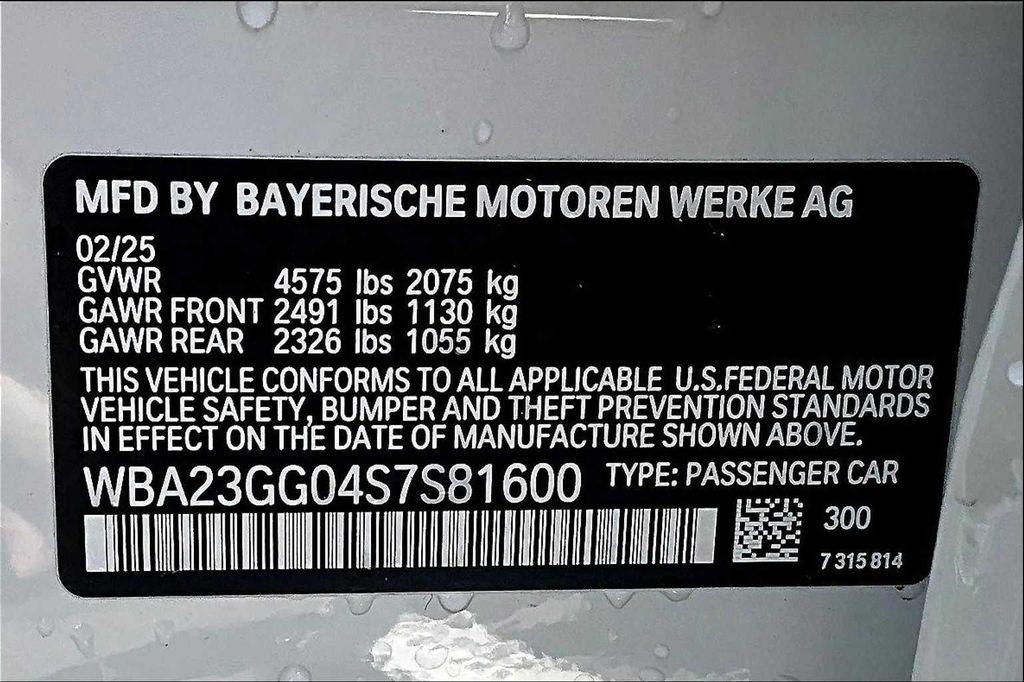 MFD BY BAYERISCHE MOTOREN WERKE AG
02/25
GVWR 4575 lbs 2075 kg
GAWR FRONT 2491 lbs 1130 kg
GAWR REAR 2326 lbs 1055 kg
THIS VEHICLE CONFORMS TO ALL APPLICABLE U.S.FEDERAL MOTOR
VEHICLE SAFETY, BUMPER AND THEFT PREVENTION STANDARDS
IN EFFECT ON THE DATE OF MANUFACTURE SHOWN ABOVE.
WBA23GG04S7S81600 TYPE: PASSENGER CAR
300
7 315 814